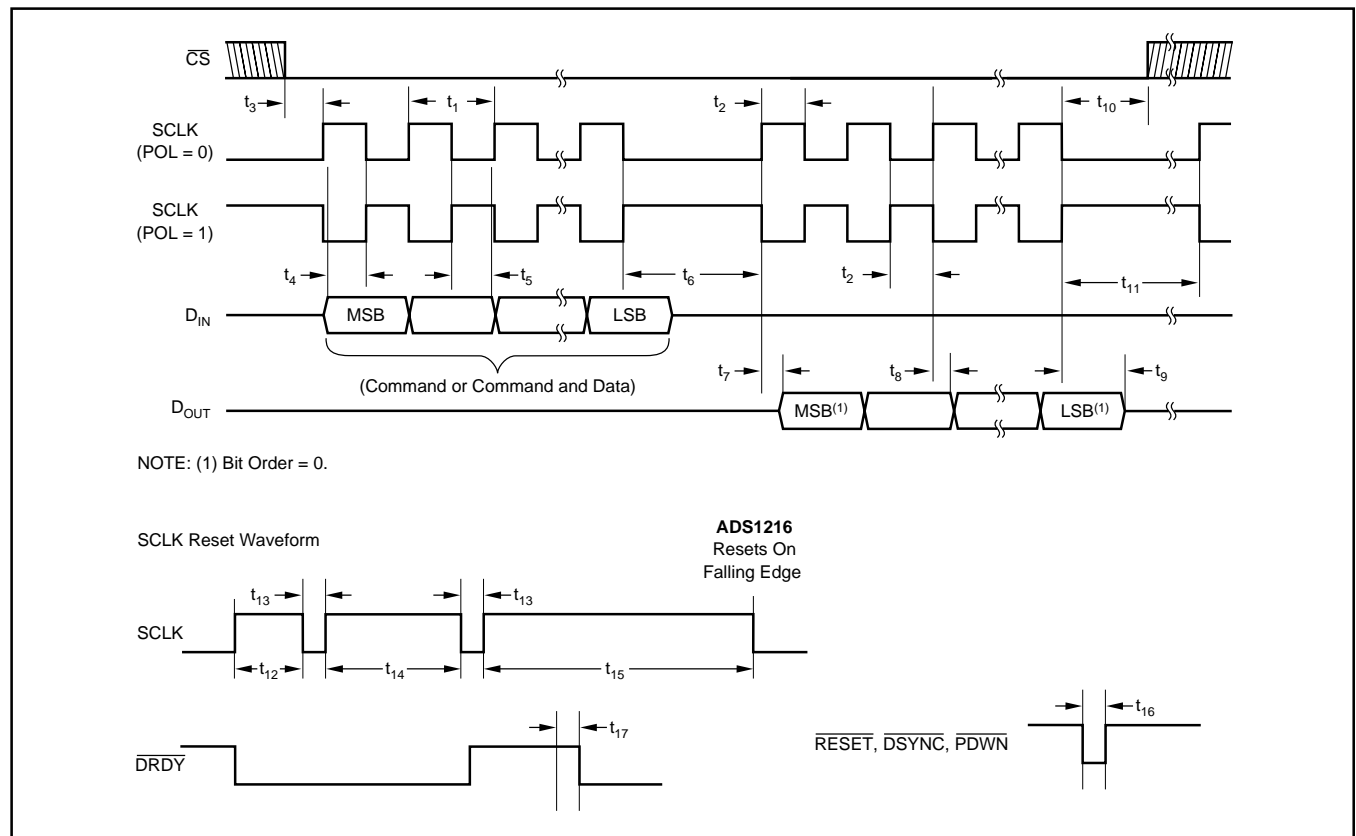 CS
t3
t1
t2
t10
SCLK
(POL = 0)
SCLK
(POL = 1)
t4
t5
t6
t2
t11
DIN
MSB
LSB
(Command or Command and Data)
t7
t8
t9
DOUT
MSB(1)
LSB(1)
NOTE: (1) Bit Order = 0.
SCLK Reset Waveform
ADS1216
Resets On
Falling Edge
t13
t13
SCLK
t12
t14
t15
t16
t17
DRDY
RESET, DSYNC, PDWN